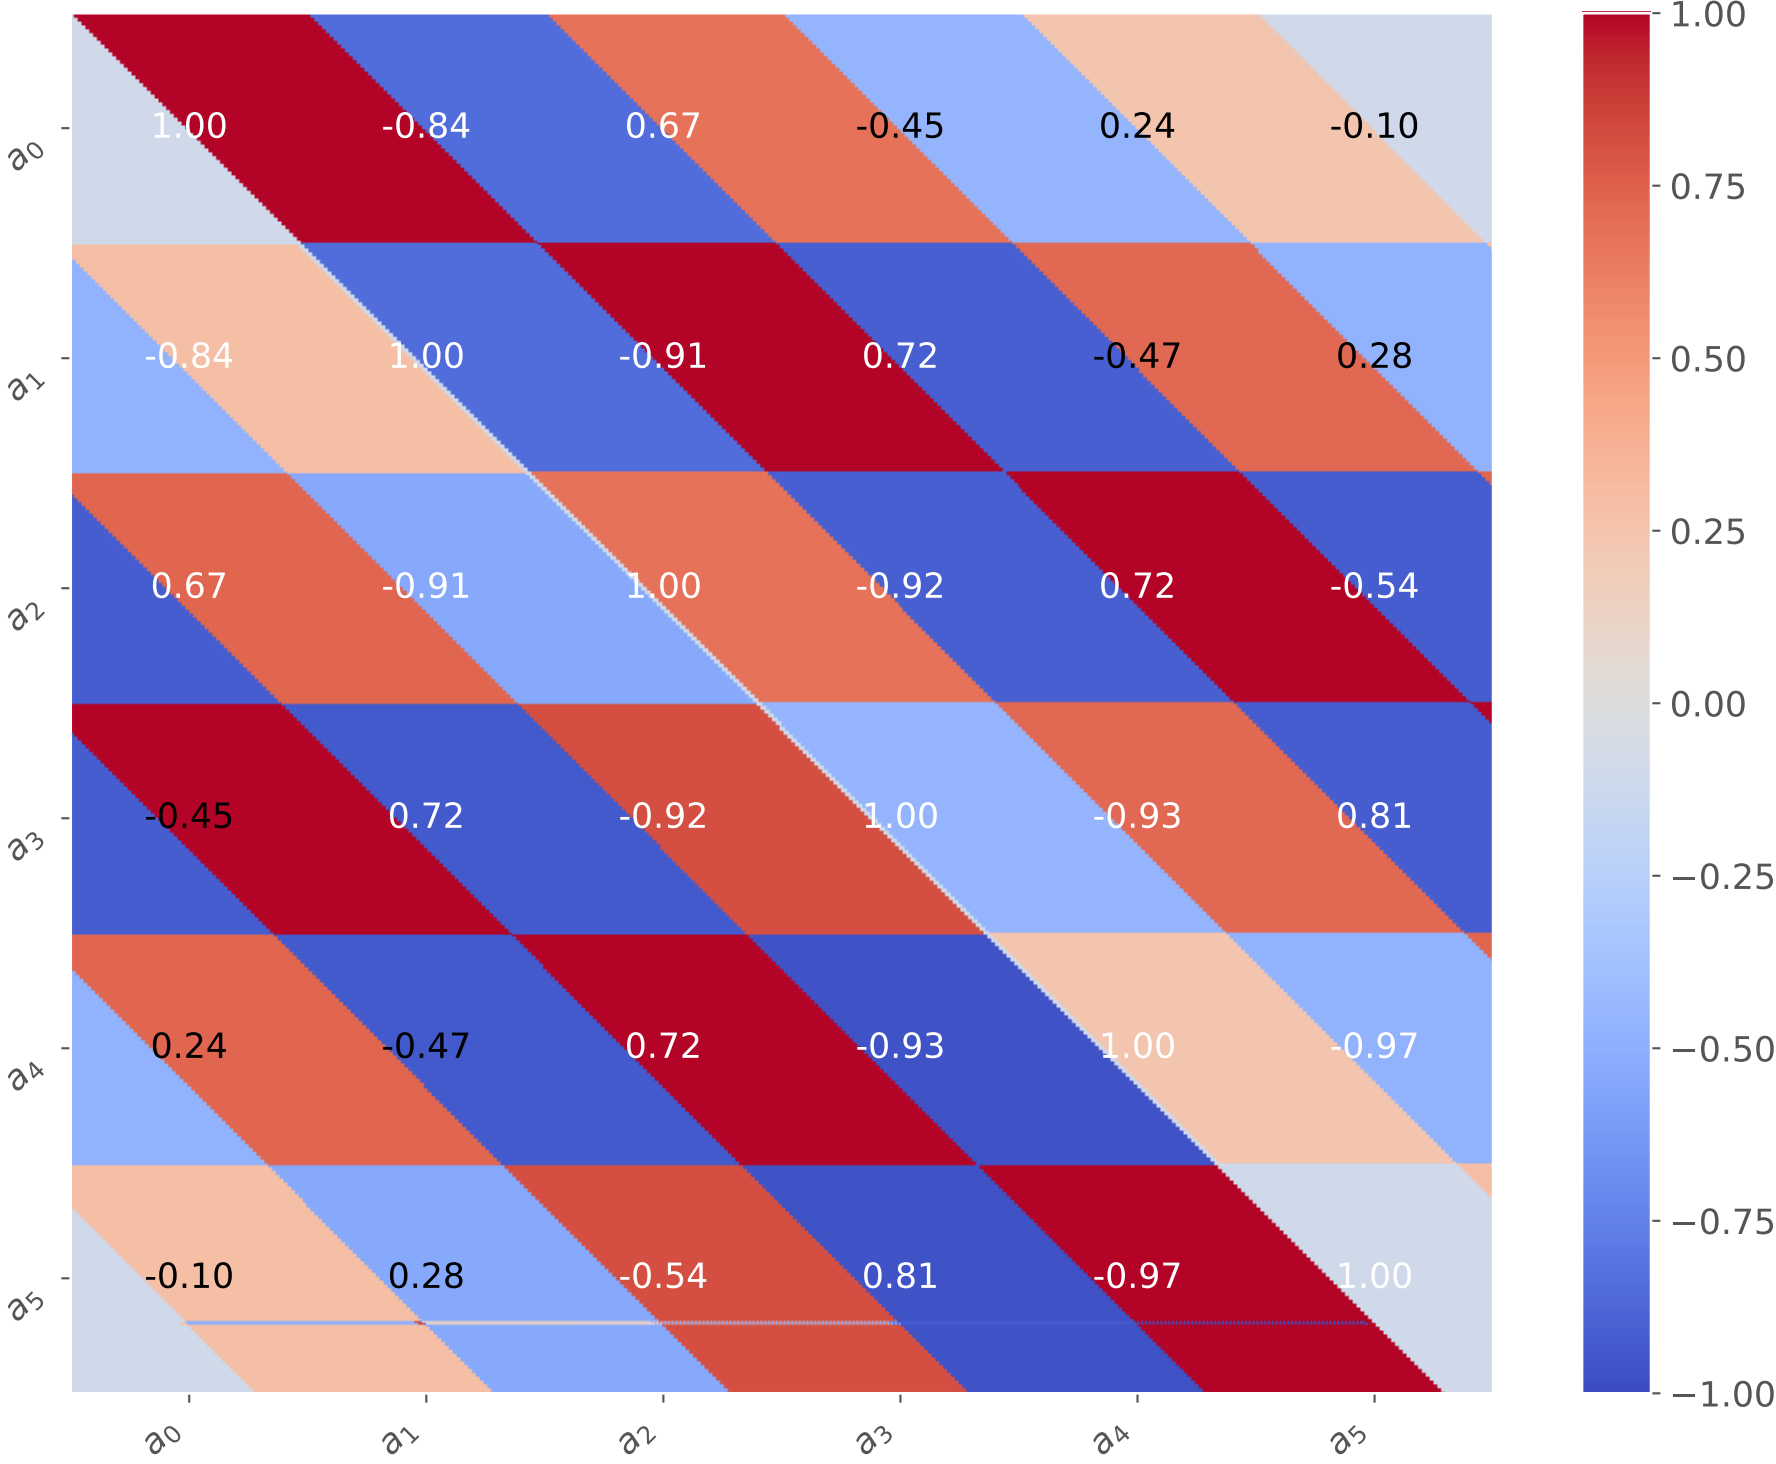 1.00
a₀ 1.00 -0.84 0.67 -0.45 0.24 -0.10
0.75
a₁ -0.84 1.00 -0.91 0.72 -0.47 0.28 0.50
0.25
a₂ 0.67 -0.91 1.00 -0.92 0.72 -0.54
0.00
a₃ -0.45 0.72 -0.92 1.00 -0.93 0.81
−0.25
a₄ 0.24 -0.47 0.72 -0.93 1.00 -0.97 −0.50
−0.75
a₅ -0.10 0.28 -0.54 0.81 -0.97 1.00
−1.00
a₀ a₁ a₂ a₃ a₄ a₅